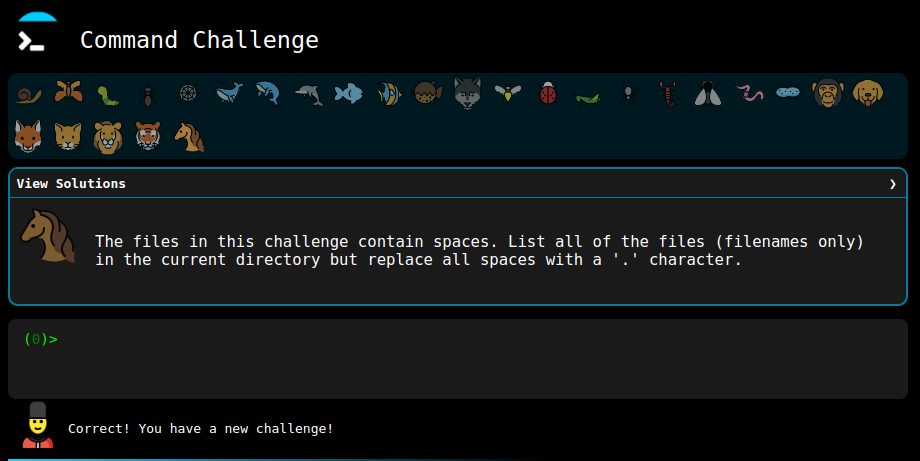 Command Challenge
View Solutions
The files in this challenge contain spaces. List all of the files (filenames only)
in the current directory but replace all spaces with a '.' character.
(0)>
Correct! You have a new challenge!